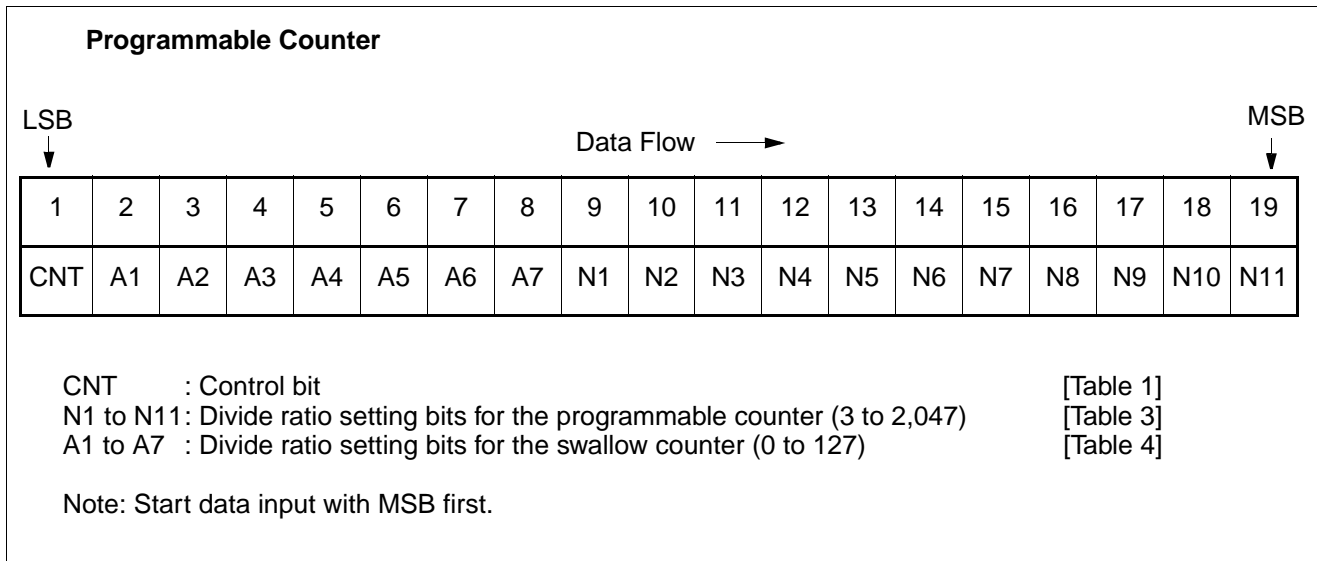 Programmable Counter
LSB
MSB
Data Flow
1 2 3 4 5 6 7 8 9 10 11 12 13 14 15 16 17 18 19
CNT A1 A2 A3 A4 A5 A6 A7 N1 N2 N3 N4 N5 N6 N7 N8 N9 N10 N11
CNT : Control bit [Table 1]
N1 to N11: Divide ratio setting bits for the programmable counter (3 to 2,047) [Table 3]
A1 to A7 : Divide ratio setting bits for the swallow counter (0 to 127) [Table 4]
Note: Start data input with MSB first.